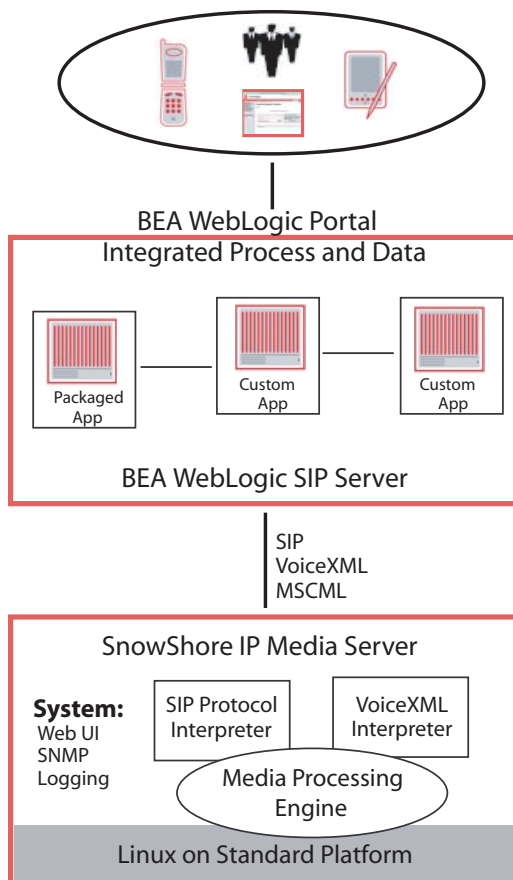 BEA WebLogic Portal
Integrated Process and Data
Packaged
App
Custom
App
Custom
App
BEA WebLogic SIP Server
SIP
VoiceXML
MSCML
SnowShore IP Media Server
System:
Web UI
SNMP
Logging
SIP Protocol
Interpreter
VoiceXML
Interpreter
Media Processing
Engine
Linux on Standard Platform